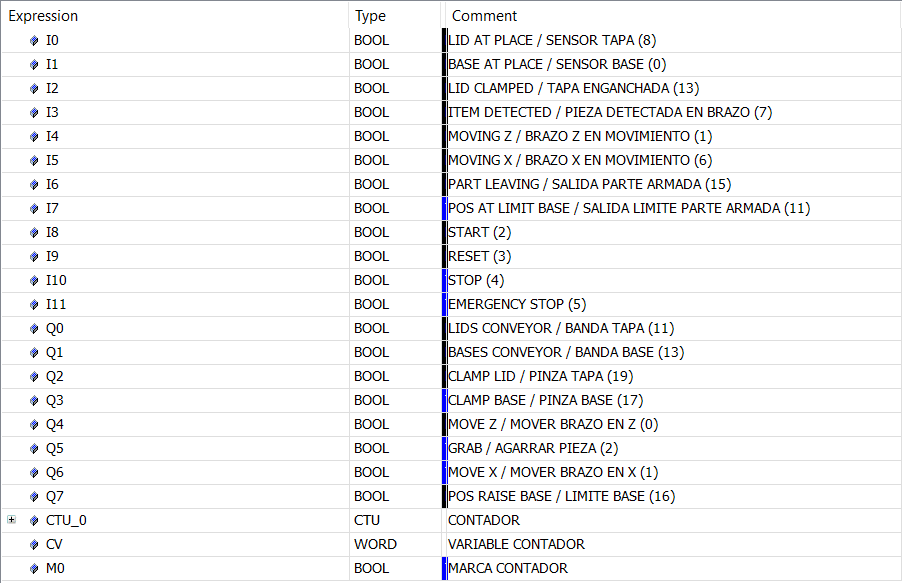 Expression Type Comment
I0 BOOL LID AT PLACE / SENSOR TAPA (8)
I1 BOOL BASE AT PLACE / SENSOR BASE (0)
I2 BOOL LID CLAMPED / TAPA ENGANCHADA (13)
I3 BOOL ITEM DETECTED / PIEZA DETECTADA EN BRAZO (7)
I4 BOOL MOVING Z / BRAZO Z EN MOVIMIENTO (1)
I5 BOOL MOVING X / BRAZO X EN MOVIMIENTO (6)
I6 BOOL PART LEAVING / SALIDA PARTE ARMADA (15)
I7 BOOL POS AT LIMIT BASE / SALIDA LIMITE PARTE ARMADA (11)
I8 BOOL START (2)
I9 BOOL RESET (3)
I10 BOOL STOP (4)
I11 BOOL EMERGENCY STOP (5)
Q0 BOOL LIDS CONVEYOR / BANDA TAPA (11)
Q1 BOOL BASES CONVEYOR / BANDA BASE (13)
Q2 BOOL CLAMP LID / PINZA TAPA (19)
Q3 BOOL CLAMP BASE / PINZA BASE (17)
Q4 BOOL MOVE Z / MOVER BRAZO EN Z (0)
Q5 BOOL GRAB / AGARRAR PIEZA (2)
Q6 BOOL MOVE X / MOVER BRAZO EN X (1)
Q7 BOOL POS RAISE BASE / LIMITE BASE (16)
CTU_0 CTU CONTADOR
CV WORD VARIABLE CONTADOR
M0 BOOL MARCA CONTADOR